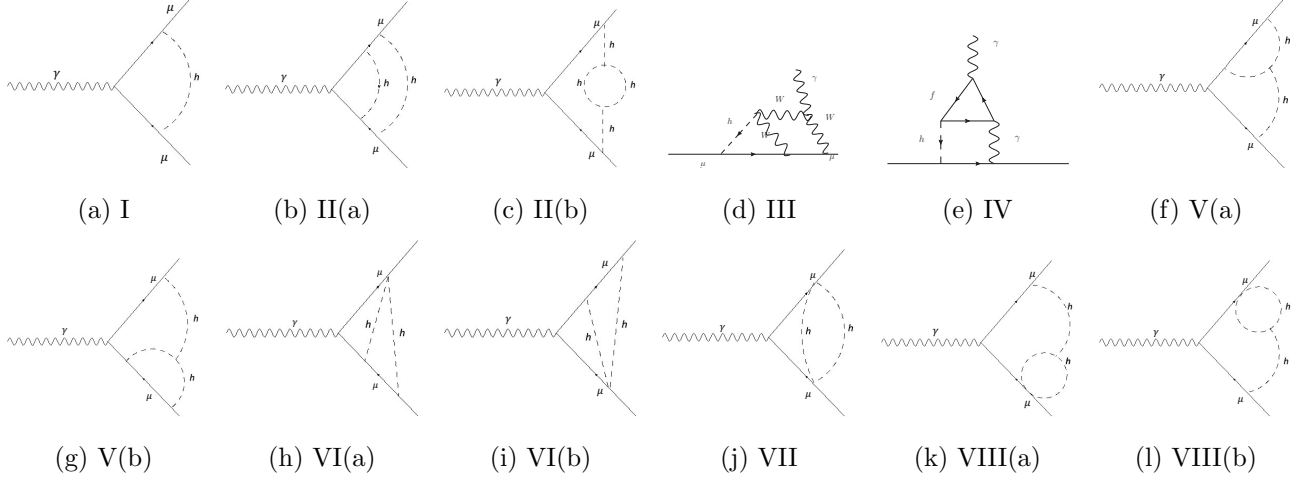 μ
γ
h
μ
(a) I
μ
γ
h
h
μ
(b) II(a)
μ
h
γ
h
h
h
μ
(c) II(b)
γ
W
h
W
W
μ
μ
(d) III
γ
f
h
γ
(e) IV
μ
h
γ
h
μ
(f) V(a)
μ
h
γ
h
μ
(g) V(b)
μ
γ
h
h
μ
(h) VI(a)
μ
γ
h
h
μ
(i) VI(b)
μ
γ
h
h
μ
(j) VII
μ
h
γ
h
μ
(k) VIII(a)
μ
h
γ
h
μ
(l) VIII(b)